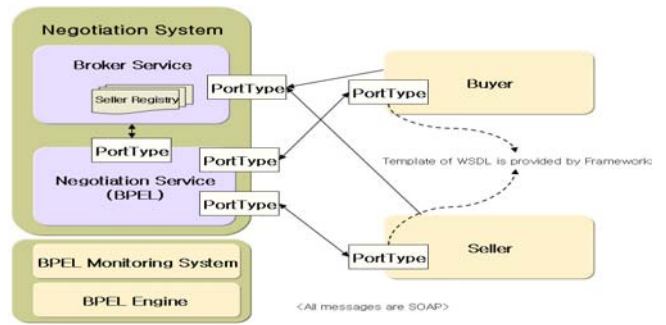 Negotiation System
Broker Service
Seller Registry
PortType
PortType
Negotiation Service
(BPEL)
PortType
PortType
BPEL Monitoring System
BPEL Engine
Buyer
PortType
Template of WSDL is provided by Framework
Seller
PortType
<All messages are SOAP>